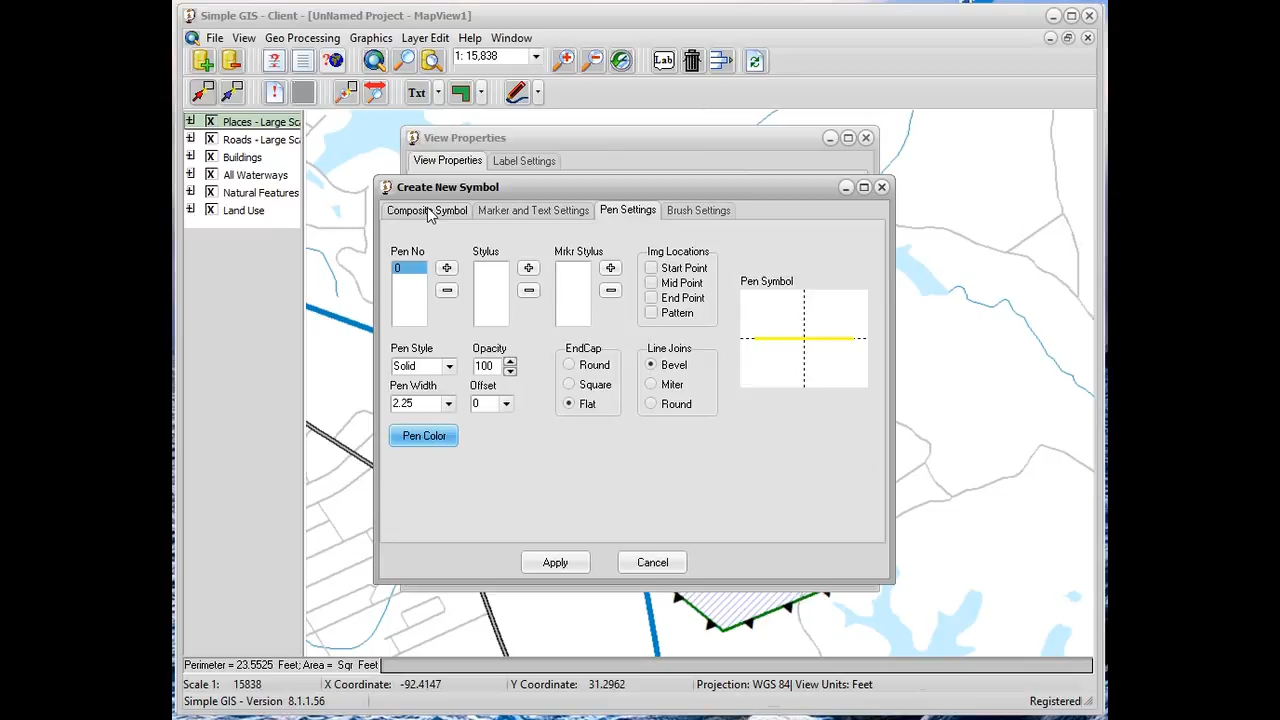 Simple GIS - Client - [UnNamed Project - MapView1]
File View Geo Processing Graphics Layer Edit Help Window
1: 15,838
Lab
Txt
Places - Large Sc
Roads - Large Sc
Buildings
All Waterways
Natural Features
Land Use
View Properties
View Properties Label Settings
Create New Symbol
Composite Symbol Marker and Text Settings Pen Settings Brush Settings
Pen No Stylus Mrkr Stylus Img Locations
0
Start Point
Mid Point
End Point
Pattern
Pen Symbol
Pen Style Opacity EndCap Line Joins
Solid 100 Round Bevel
Pen Width Offset Square Miter
2.25 0 Flat Round
Pen Color
Apply Cancel
Perimeter = 23.5525 Feet; Area = Sqr Feet
Scale 1: 15838 X Coordinate: -92.4147 Y Coordinate: 31.2962 Projection: WGS 84| View Units: Feet
Simple GIS - Version 8.1.1.56 Registered